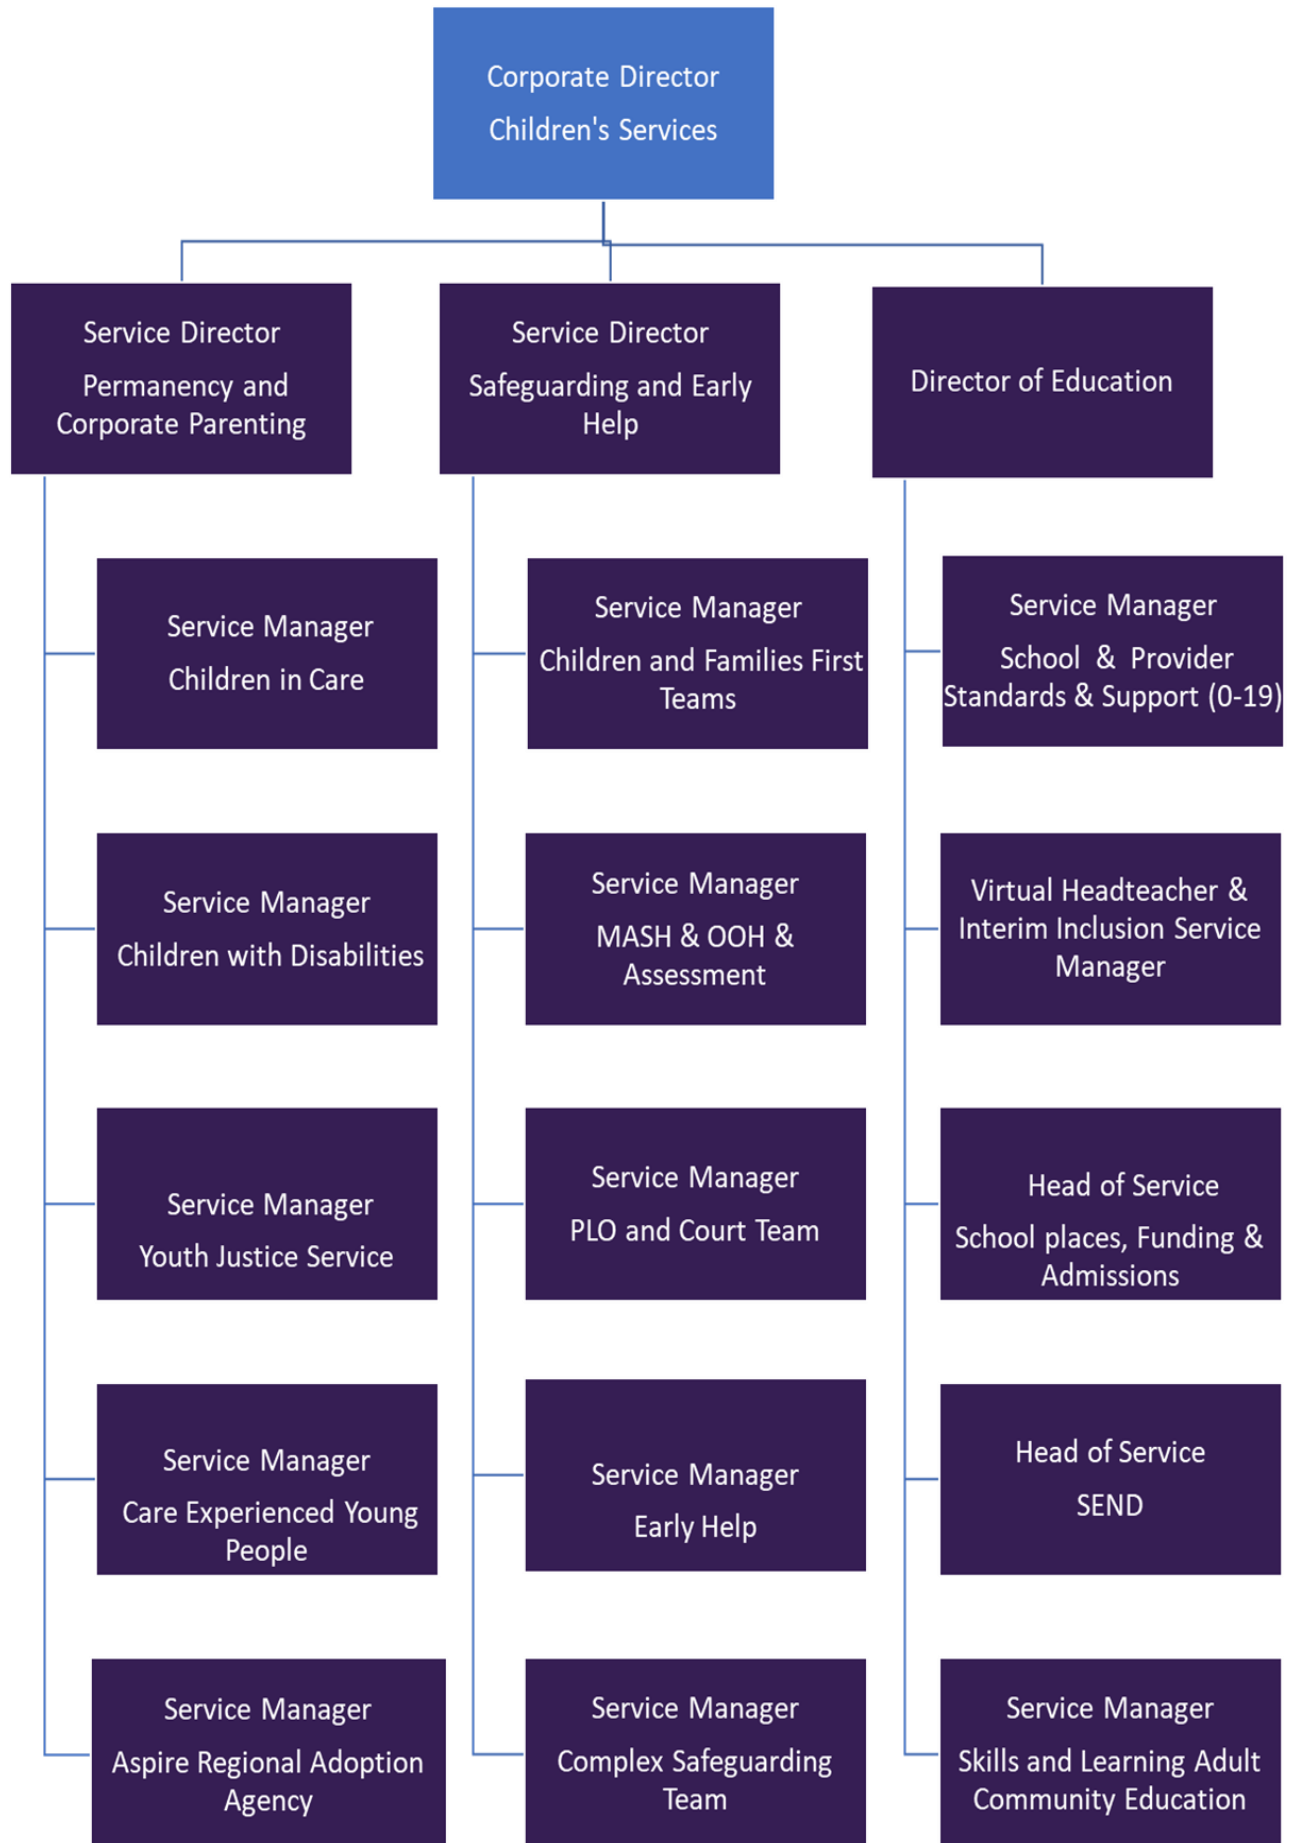 Corporate Director
Children's Services
Service Director
Permanency and
Corporate Parenting
Service Director
Safeguarding and Early
Help
Director of Education
Service Manager
Children in Care
Service Manager
Children and Families First
Teams
Service Manager
School & Provider
Standards & Support (0-19)
Service Manager
Children with Disabilities
Service Manager
MASH & OOH &
Assessment
Virtual Headteacher &
Interim Inclusion Service
Manager
Service Manager
Youth Justice Service
Service Manager
PLO and Court Team
Head of Service
School places, Funding &
Admissions
Service Manager
Care Experienced Young
People
Service Manager
Early Help
Head of Service
SEND
Service Manager
Aspire Regional Adoption
Agency
Service Manager
Complex Safeguarding
Team
Service Manager
Skills and Learning Adult
Community Education